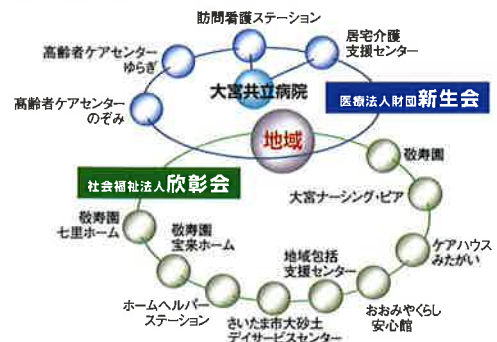 訪問看護ステーション
居宅介護
支援センター
高齢者ケアセンター
ゆらぎ
大宮共立病院
高齢者ケアセンター
のぞみ
医療法人財団新生会
地域
敬寿園
社会福祉法人欣彰会
大宮ナーシング・ピア
敬寿園
七里ホーム
敬寿園
宝来ホーム
ケアハウス
みたがい
地域包括
支援センター
ホームヘルパー
ステーション
おおみやくらし
安心館
さいたま市大砂土
デイサービスセンター